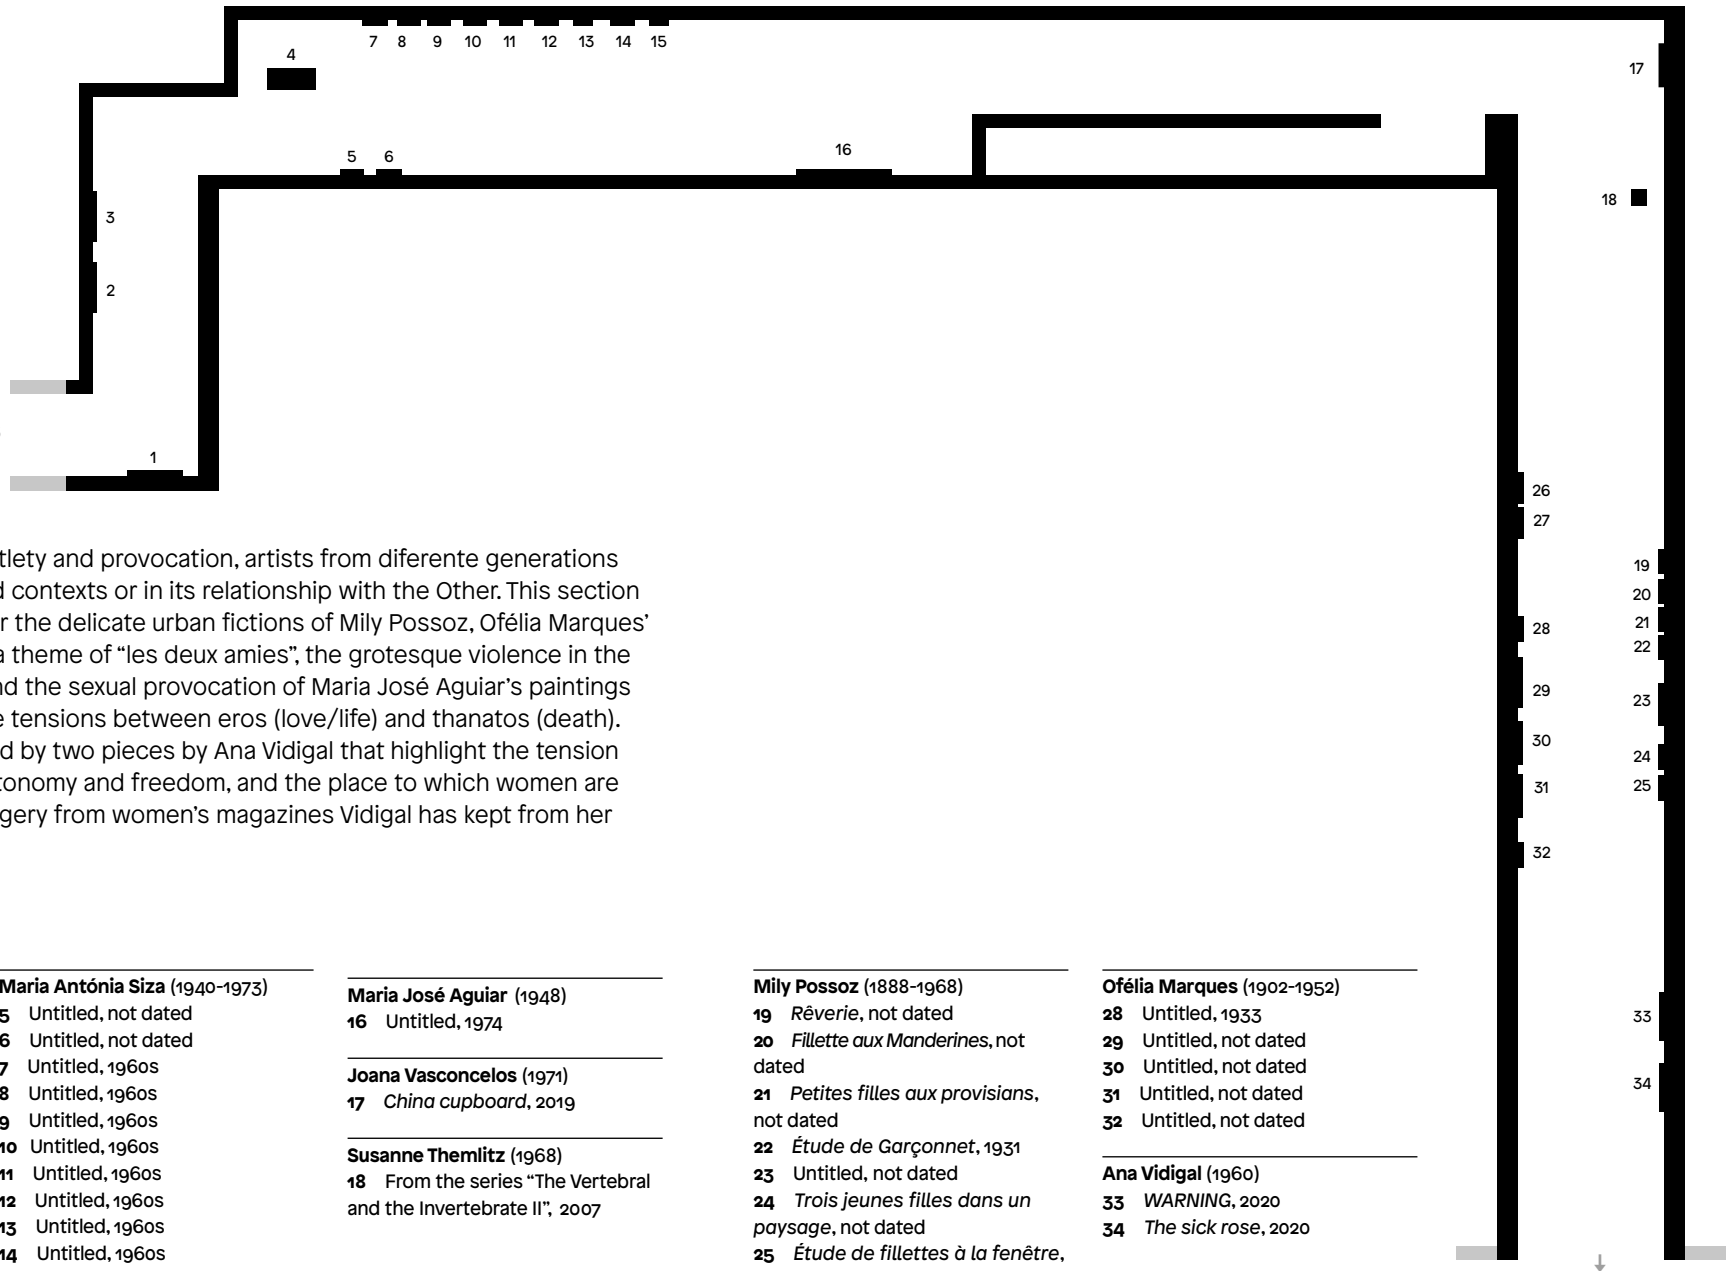 4
7 8 9 10 11 12 13 14 15
17
5 6
16
18
3
2
1
26
27
19
20
21
28
22
29
23
30
24
31
25
32
33
34
tlety and provocation, artists from diferente generations
d contexts or in its relationship with the Other. This section
r the delicate urban fictions of Mily Possoz, Ofélia Marques’
a theme of “les deux amies”, the grotesque violence in the
nd the sexual provocation of Maria José Aguiar’s paintings
e tensions between eros (love/life) and thanatos (death).
d by two pieces by Ana Vidigal that highlight the tension
tonomy and freedom, and the place to which women are
gery from women’s magazines Vidigal has kept from her
Maria Antónia Siza (1940-1973)
5 Untitled, not dated
6 Untitled, not dated
7 Untitled, 1960s
8 Untitled, 1960s
9 Untitled, 1960s
10 Untitled, 1960s
11 Untitled, 1960s
12 Untitled, 1960s
13 Untitled, 1960s
14 Untitled, 1960s
Maria José Aguiar (1948)
16 Untitled, 1974
Joana Vasconcelos (1971)
17 China cupboard, 2019
Susanne Themlitz (1968)
18 From the series “The Vertebral
and the Invertebrate II”, 2007
Mily Possoz (1888-1968)
19 Rêverie, not dated
20 Fillette aux Manderines, not
dated
21 Petites filles aux provisians,
not dated
22 Étude de Garçonnet, 1931
23 Untitled, not dated
24 Trois jeunes filles dans un
paysage, not dated
25 Étude de fillettes à la fenêtre,
Ofélia Marques (1902-1952)
28 Untitled, 1933
29 Untitled, not dated
30 Untitled, not dated
31 Untitled, not dated
32 Untitled, not dated
Ana Vidigal (1960)
33 WARNING, 2020
34 The sick rose, 2020